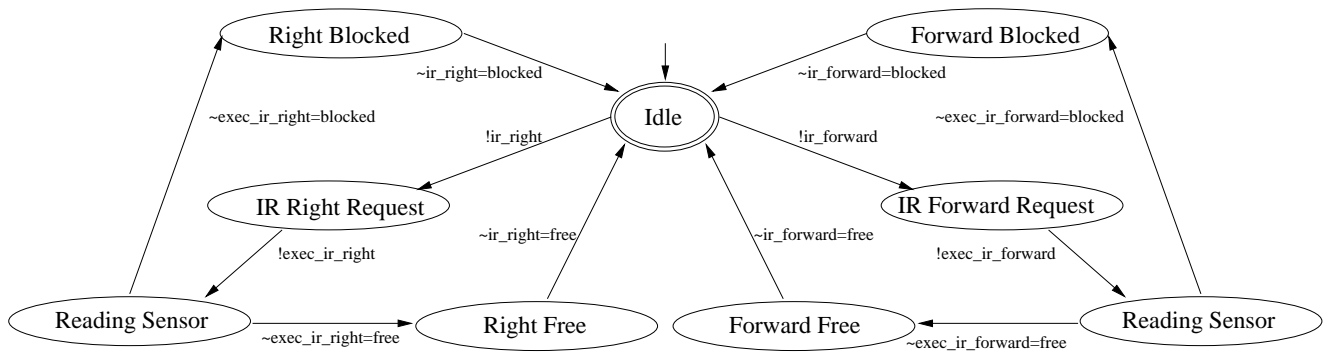 Right Blocked
Forward Blocked
~ir_right=blocked
~ir_forward=blocked
~exec_ir_right=blocked
Idle
~exec_ir_forward=blocked
!ir_right
!ir_forward
IR Right Request
IR Forward Request
~ir_right=free
~ir_forward=free
!exec_ir_right
!exec_ir_forward
Reading Sensor
Right Free
Forward Free
Reading Sensor
~exec_ir_right=free
~exec_ir_forward=free